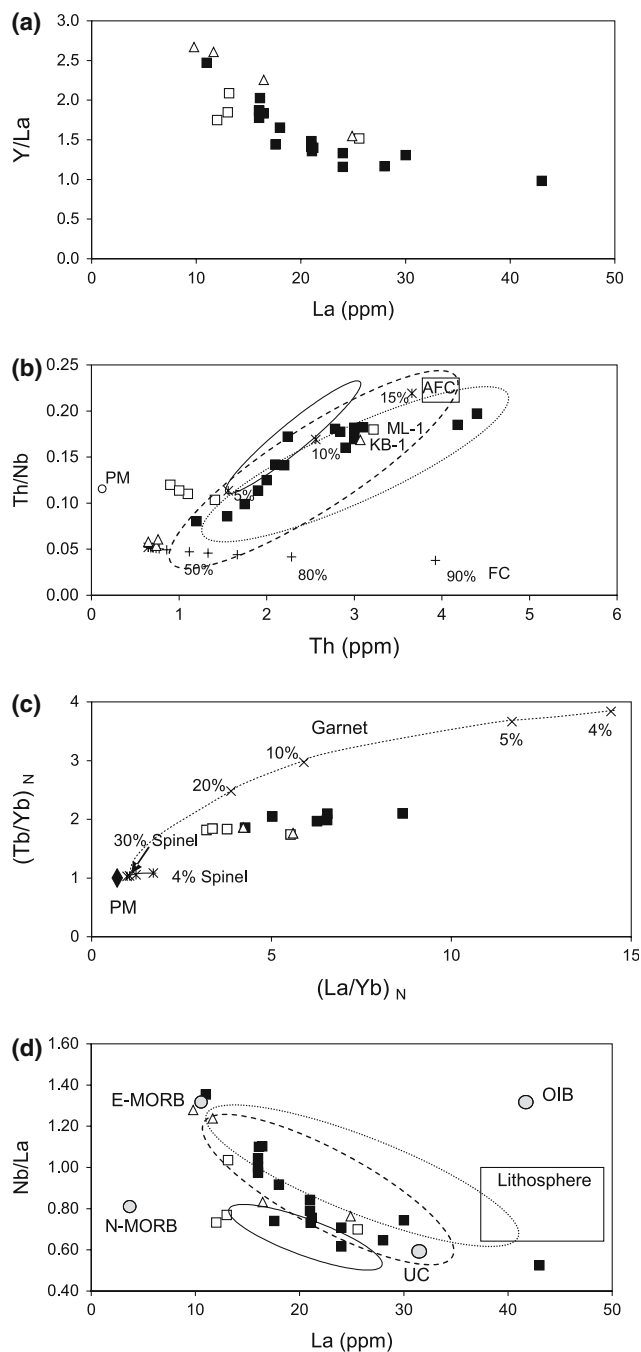 (a)
3.0
2.5
2.0
1.5
1.0
0.5
0.0
Y/La
0 10 20 30 40 50
La (ppm)
(b)
0.25
0.20
0.15
0.10
0.05
0.00
Th/Nb
15% AFC
10% ML-1
KB-1
PM
5%
50% 80% 90% FC
0 1 2 3 4 5 6
Th (ppm)
(c)
4
3
2
1
0
(Tb/Yb) N
Garnet
4%
5%
10%
20%
30% Spinel
4% Spinel
PM
0 5 10 15
(La/Yb) N
(d)
1.60
1.40
1.20
1.00
0.80
0.60
0.40
Nb/La
E-MORB OIB
Lithosphere
N-MORB
UC
0 10 20 30 40 50
La (ppm)